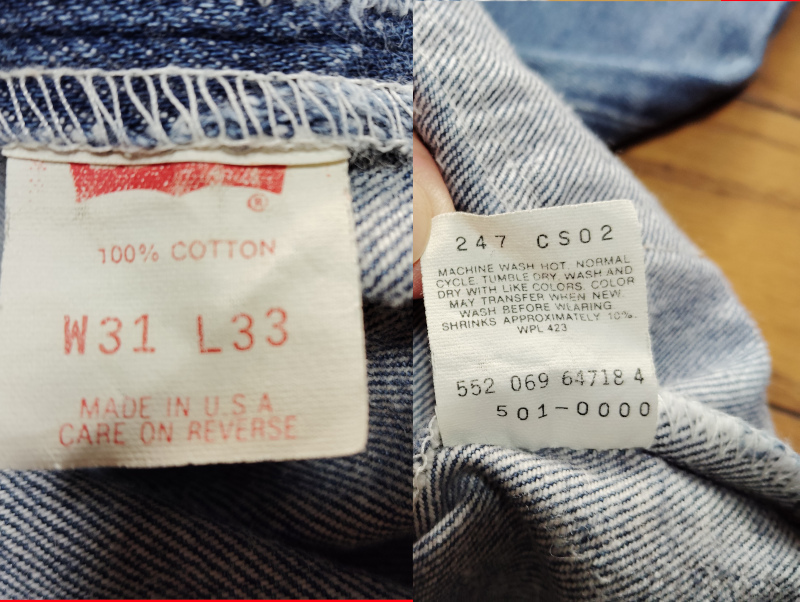 ®
100% COTTON
W31 L33
MADE IN U.S.A
CARE ON REVERSE
247 CS02
MACHINE WASH HOT, NORMAL
CYCLE, TUMBLE DRY, WASH AND
DRY WITH LIKE COLORS. COLOR
MAY TRANSFER WHEN NEW.
WASH BEFORE WEARING.
SHRINKS APPROXIMATELY 10%.
WPL 423
552 069 64718 4
501-0000